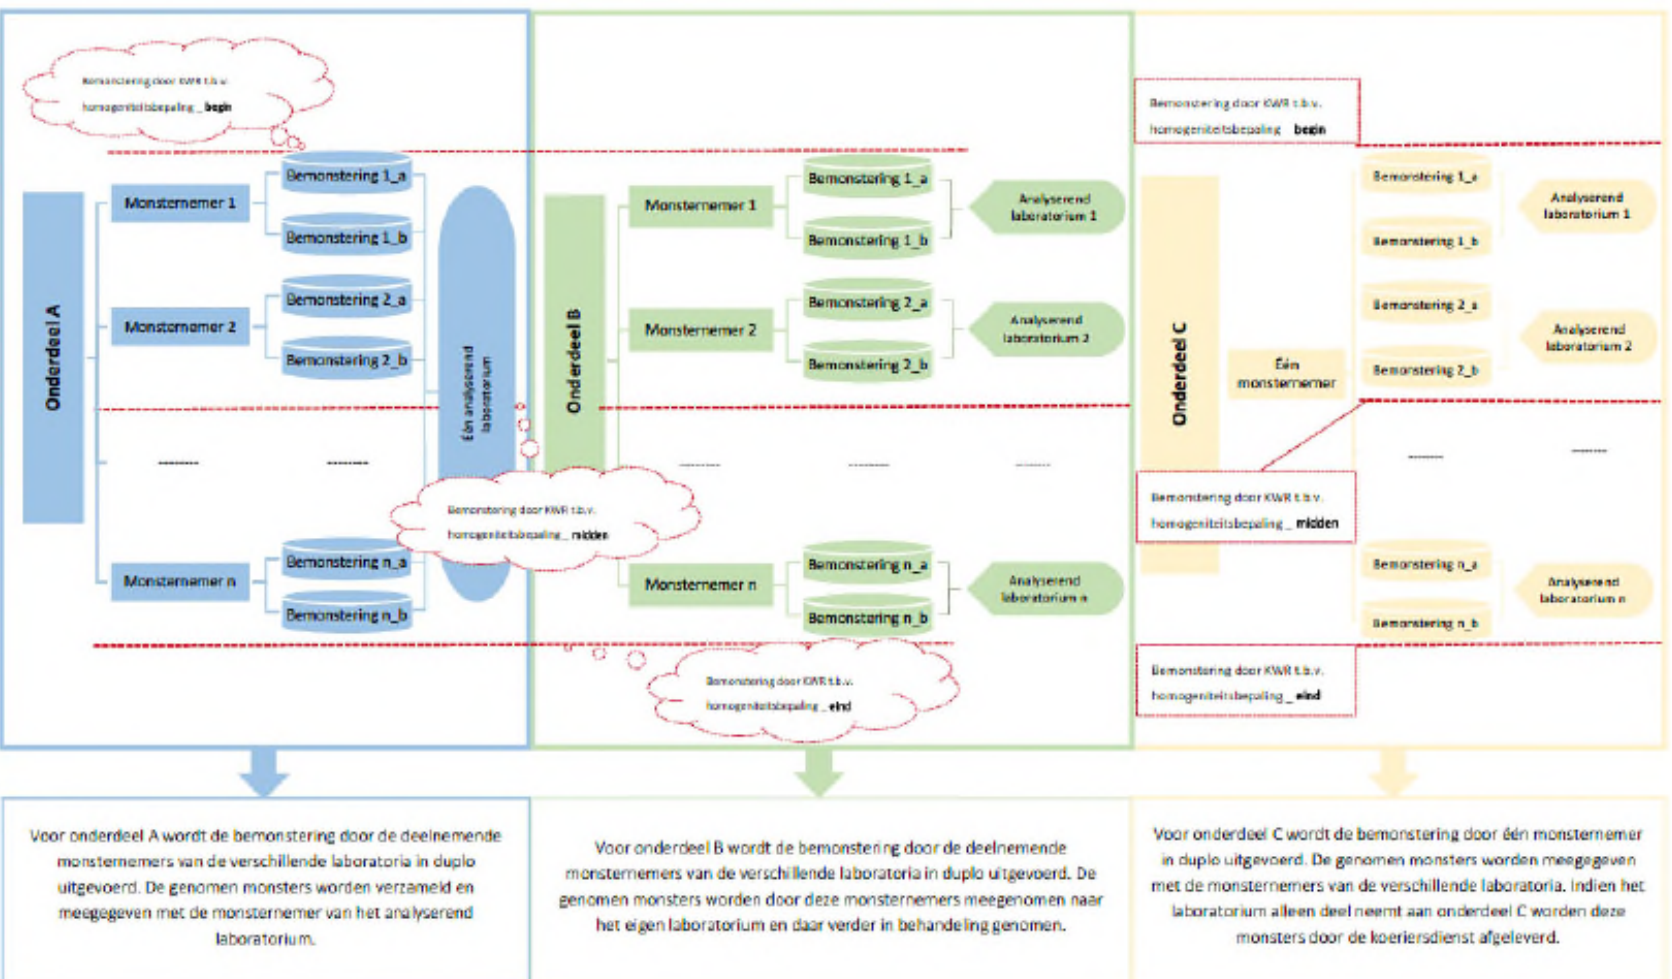 Bemonstering door KWR t.b.v.
homogeniteitsbepaling _ begin
Onderdeel A
Monsternemer 1
Bemonstering 1_a
Bemonstering 1_b
Monsternemer 2
Bemonstering 2_a
Bemonstering 2_b
--------
--------
Monsternemer n
Bemonstering n_a
Bemonstering n_b
Eén analyserend
laboratorium
Bemonstering door KWR t.b.v.
homogeniteitsbepaling _ midden
Onderdeel B
Monsternemer 1
Bemonstering 1_a
Bemonstering 1_b
Analyserend
laboratorium 1
Monsternemer 2
Bemonstering 2_a
Bemonstering 2_b
Analyserend
laboratorium 2
--------
--------
--------
Monsternemer n
Bemonstering n_a
Bemonstering n_b
Analyserend
laboratorium n
Bemonstering door KWR t.b.v.
homogeniteitsbepaling _ eind
Bemonstering door KWR t.b.v.
homogeniteitsbepaling _ begin
Onderdeel C
Eén
monsternemer
Bemonstering 1_a
Bemonstering 1_b
Analyserend
laboratorium 1
Bemonstering 2_a
Bemonstering 2_b
Analyserend
laboratorium 2
Bemonstering door KWR t.b.v.
homogeniteitsbepaling _ midden
--------
--------
Bemonstering n_a
Bemonstering n_b
Analyserend
laboratorium n
Bemonstering door KWR t.b.v.
homogeniteitsbepaling _ eind
Voor onderdeel A wordt de bemonstering door de deelnemende
monsternemers van de verschillende laboratoria in duplo
uitgevoerd. De genomen monsters worden verzameld en
meegegeven met de monsternemer van het analyserend
laboratorium.
Voor onderdeel B wordt de bemonstering door de deelnemende
monsternemers van de verschillende laboratoria in duplo uitgevoerd. De
genomen monsters worden door deze monsternemers meegenomen naar
het eigen laboratorium en daar verder in behandeling genomen.
Voor onderdeel C wordt de bemonstering door één monsternemer
in duplo uitgevoerd. De genomen monsters worden meegegeven
met de monsternemers van de verschillende laboratoria. Indien het
laboratorium alleen deel neemt aan onderdeel C worden deze
monsters door de koeriersdienst afgeleverd.